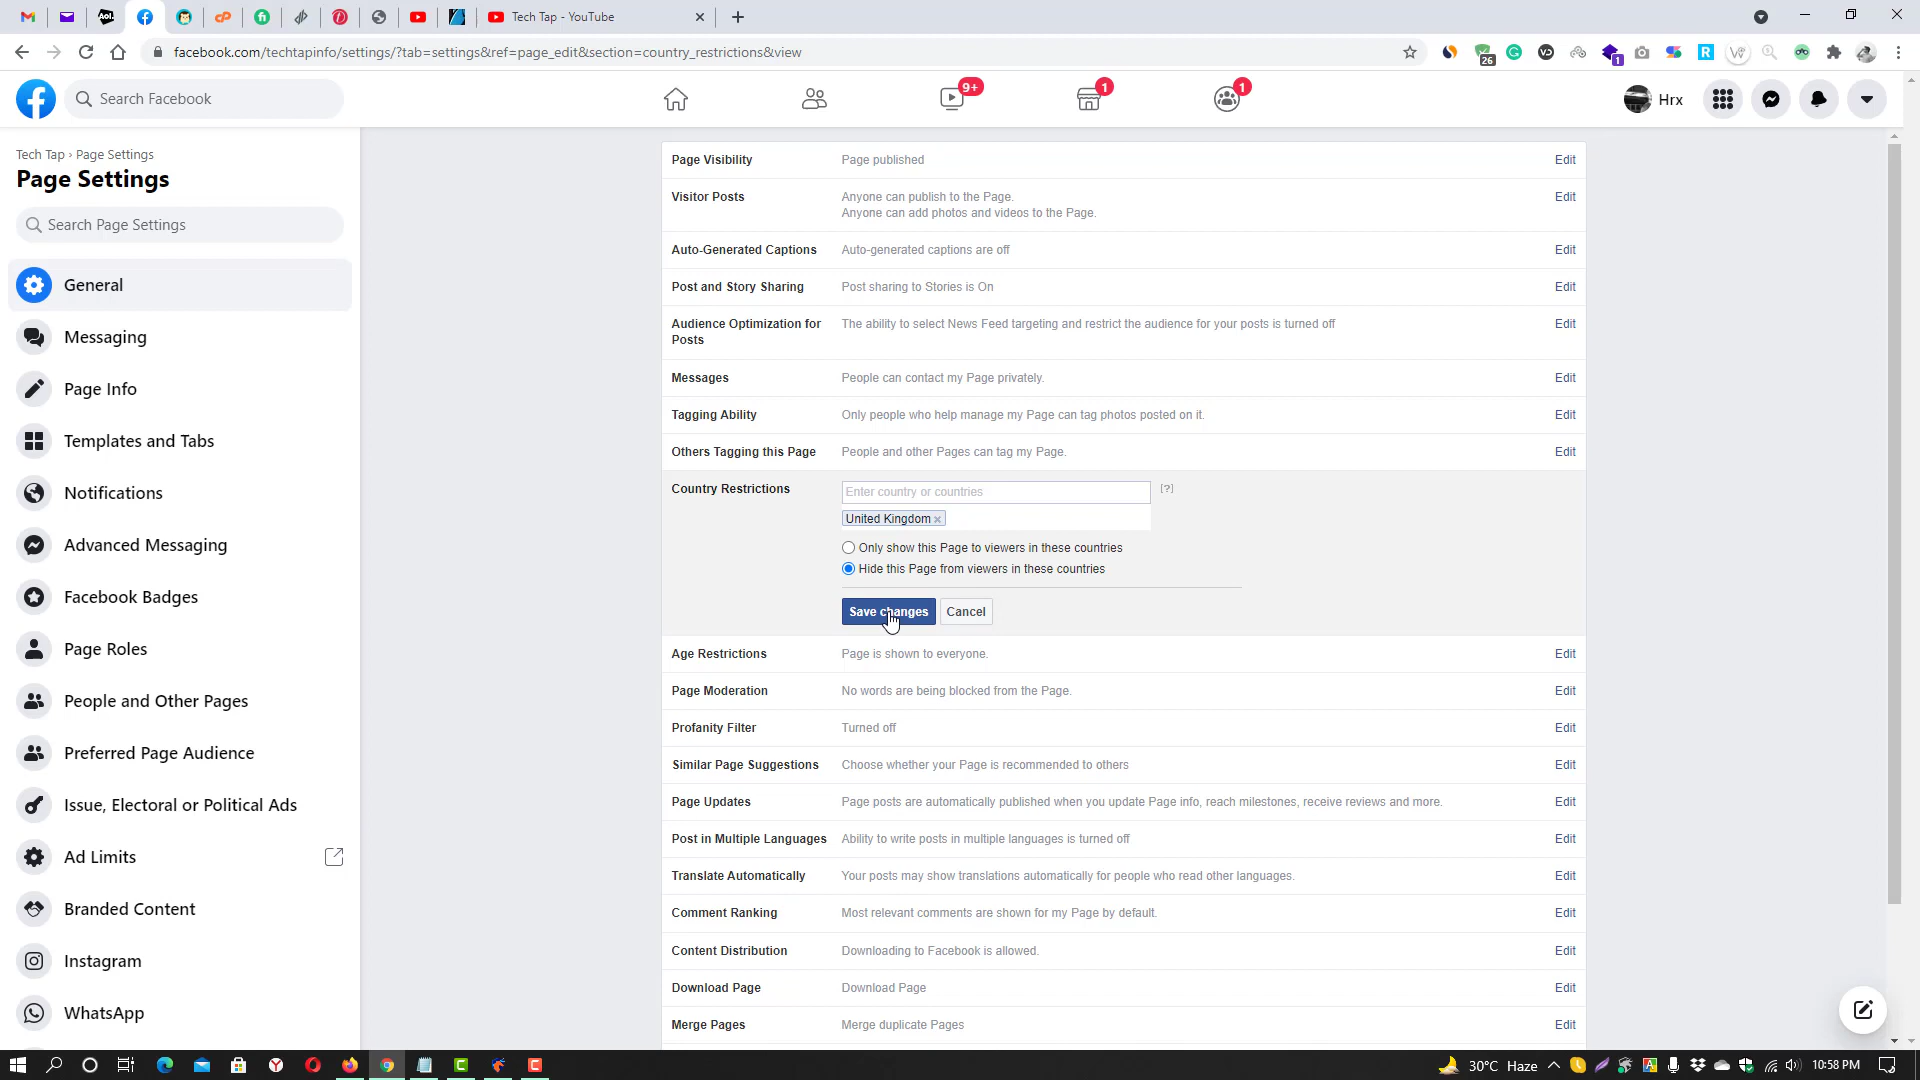 Tech Tap - YouTube
facebook.com/techtapinfo/settings/?tab=settings&ref=page_edit&section=country_restrictions&view
26
1
Search Facebook
9+
1
1
Hrx
Tech Tap › Page Settings
Page Settings
Search Page Settings
General
Messaging
Page Info
Templates and Tabs
Notifications
Advanced Messaging
Facebook Badges
Page Roles
People and Other Pages
Preferred Page Audience
Issue, Electoral or Political Ads
Ad Limits
Branded Content
Instagram
WhatsApp
Page Visibility Page published Edit
Visitor Posts Anyone can publish to the Page. Edit
Anyone can add photos and videos to the Page.
Auto-Generated Captions Auto-generated captions are off Edit
Post and Story Sharing Post sharing to Stories is On Edit
Audience Optimization for The ability to select News Feed targeting and restrict the audience for your posts is turned off Edit
Posts
Messages People can contact my Page privately. Edit
Tagging Ability Only people who help manage my Page can tag photos posted on it. Edit
Others Tagging this Page People and other Pages can tag my Page. Edit
Country Restrictions Enter country or countries [?]
United Kingdom ×
Only show this Page to viewers in these countries
Hide this Page from viewers in these countries
Save changes Cancel
Age Restrictions Page is shown to everyone. Edit
Page Moderation No words are being blocked from the Page. Edit
Profanity Filter Turned off Edit
Similar Page Suggestions Choose whether your Page is recommended to others Edit
Page Updates Page posts are automatically published when you update Page info, reach milestones, receive reviews and more. Edit
Post in Multiple Languages Ability to write posts in multiple languages is turned off Edit
Translate Automatically Your posts may show translations automatically for people who read other languages. Edit
Comment Ranking Most relevant comments are shown for my Page by default. Edit
Content Distribution Downloading to Facebook is allowed. Edit
Download Page Download Page Edit
Merge Pages Merge duplicate Pages Edit
30°C Haze 10:58 PM